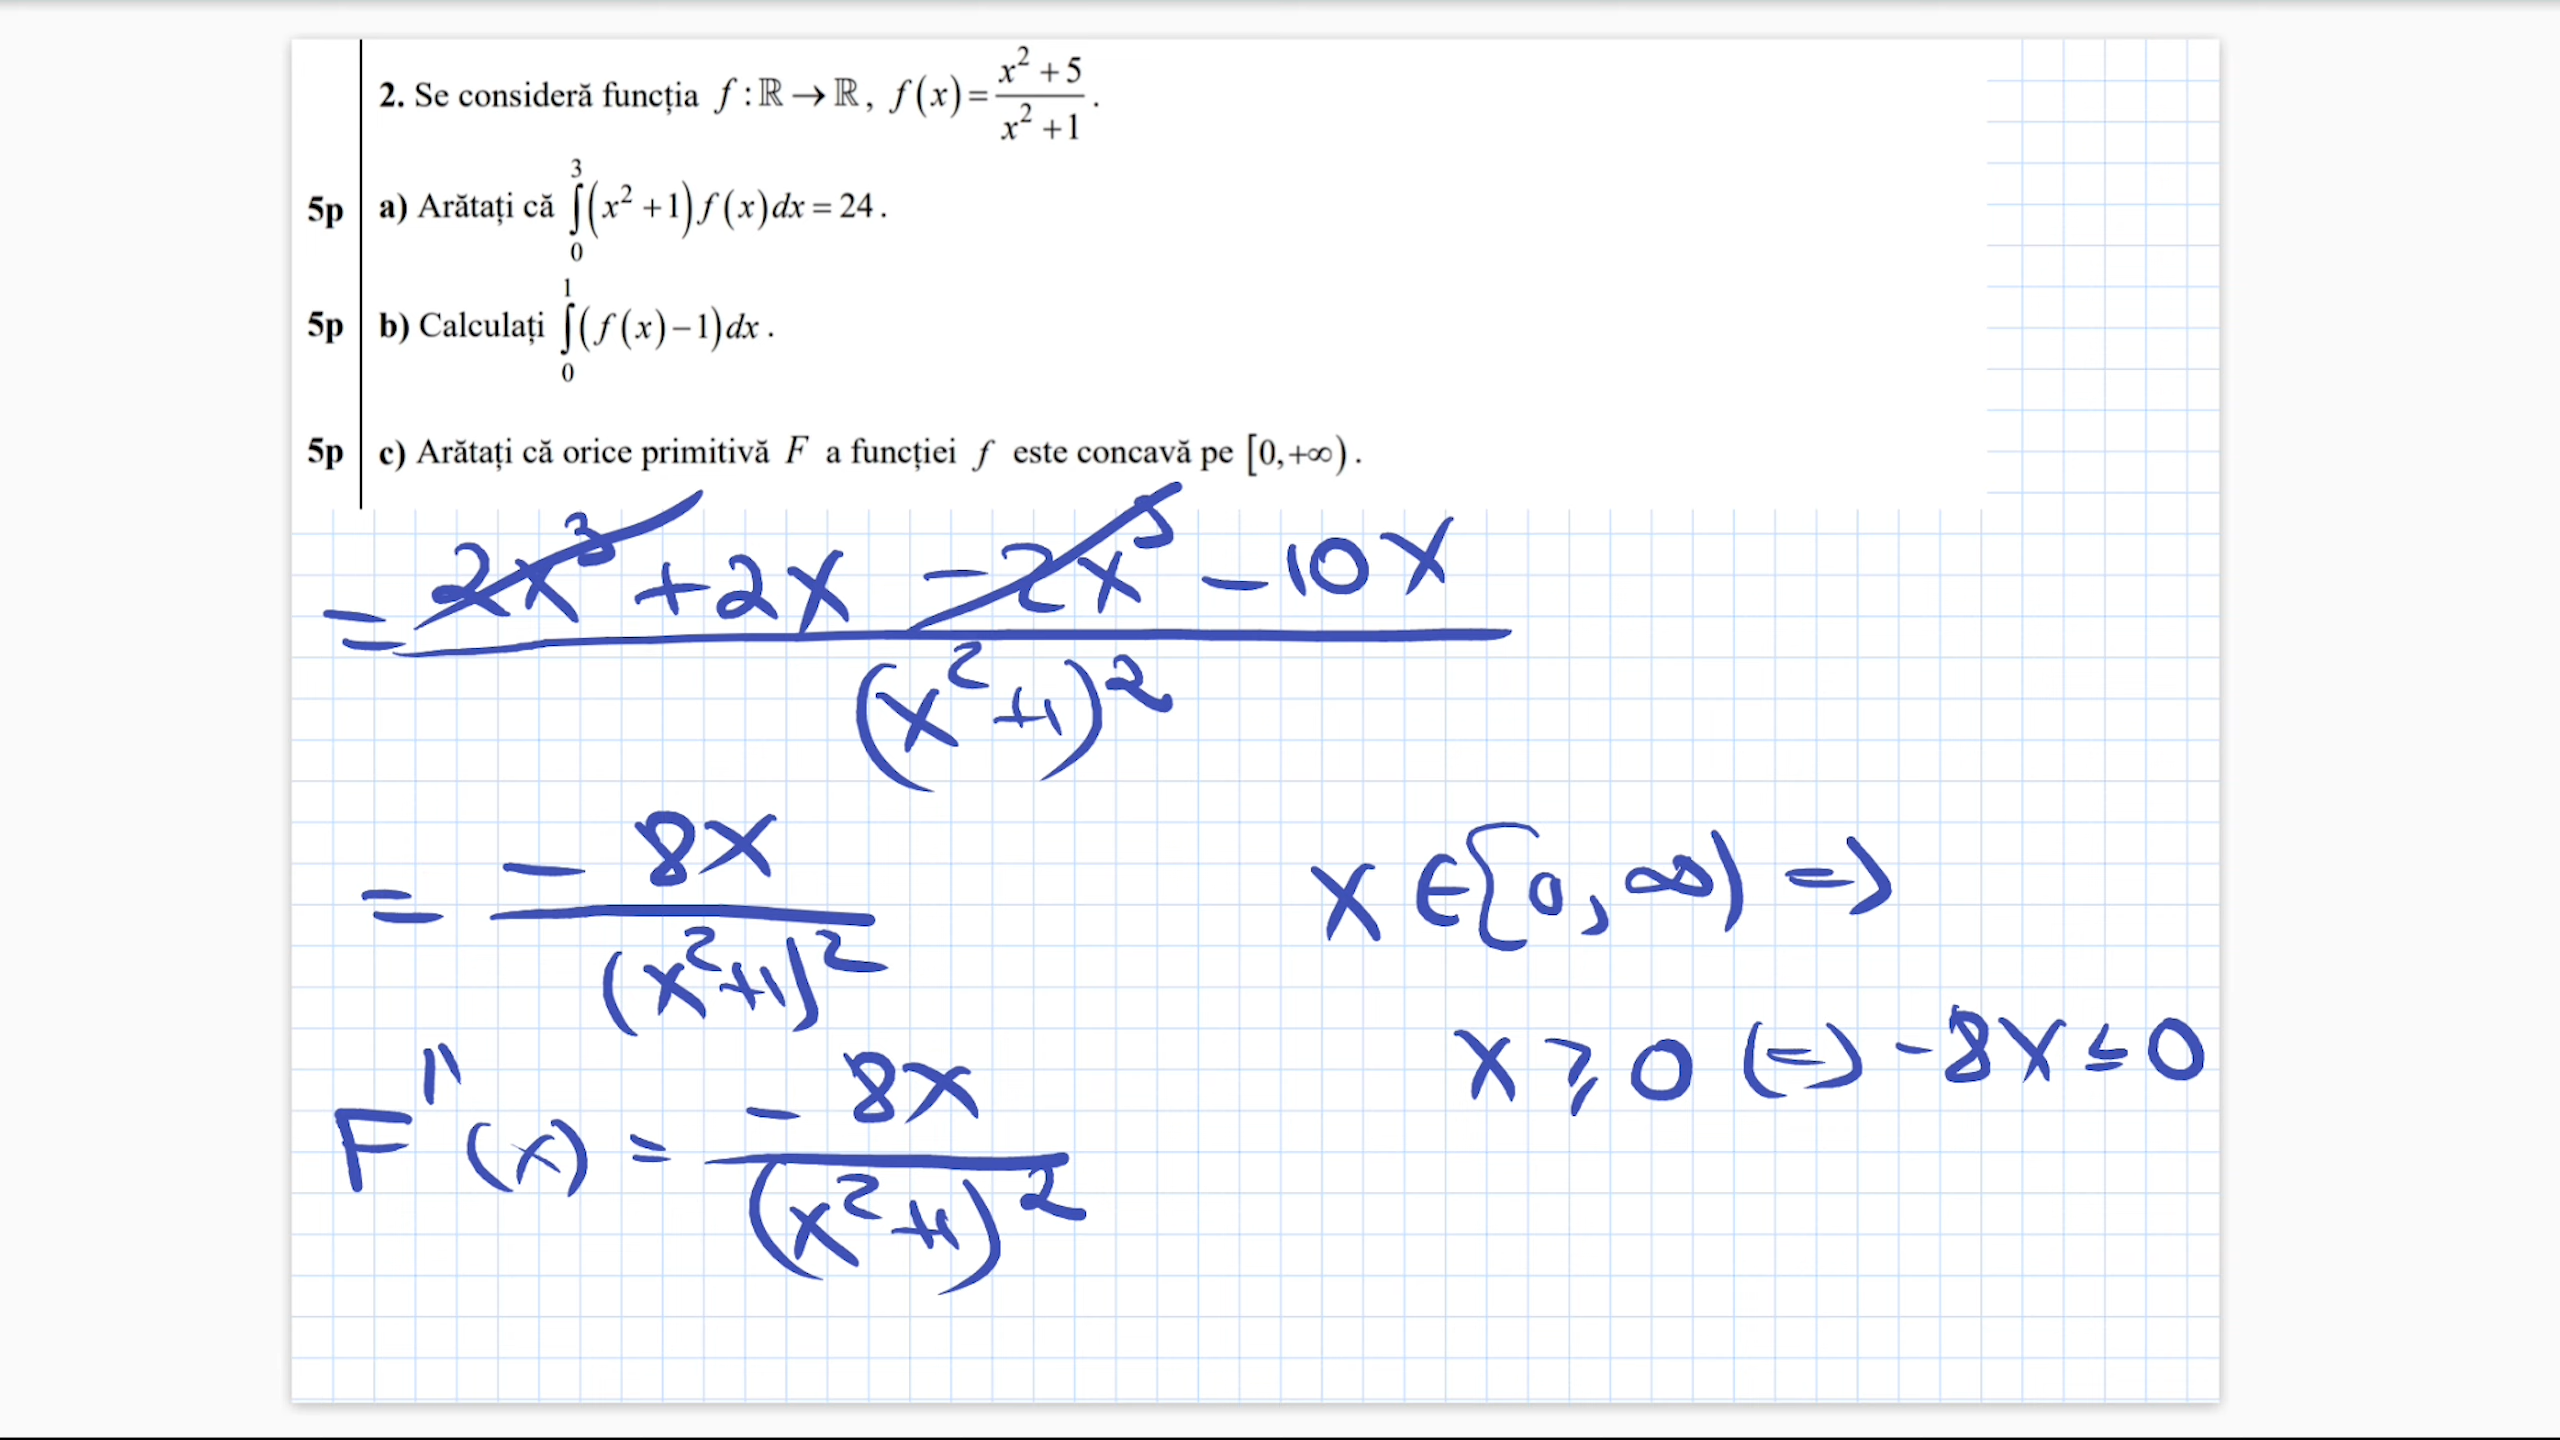 2. Se consideră funcția f : ℝ → ℝ, f(x) = (x² + 5)/(x² + 1).
5p a) Arătați că ∫₀³ (x² + 1) f(x) dx = 24.
5p b) Calculați ∫₀¹ (f(x) − 1) dx.
5p c) Arătați că orice primitivă F a funcției f este concavă pe [0, +∞).
= (2x³ + 2x − 2x³ − 10x)/(x² + 1)²
= − 8x/(x² + 1)²
x ∈ [0, ∞) =>
x ⩾ 0 (=) − 8x ≤ 0
F''(x) = − 8x/(x² + 1)²